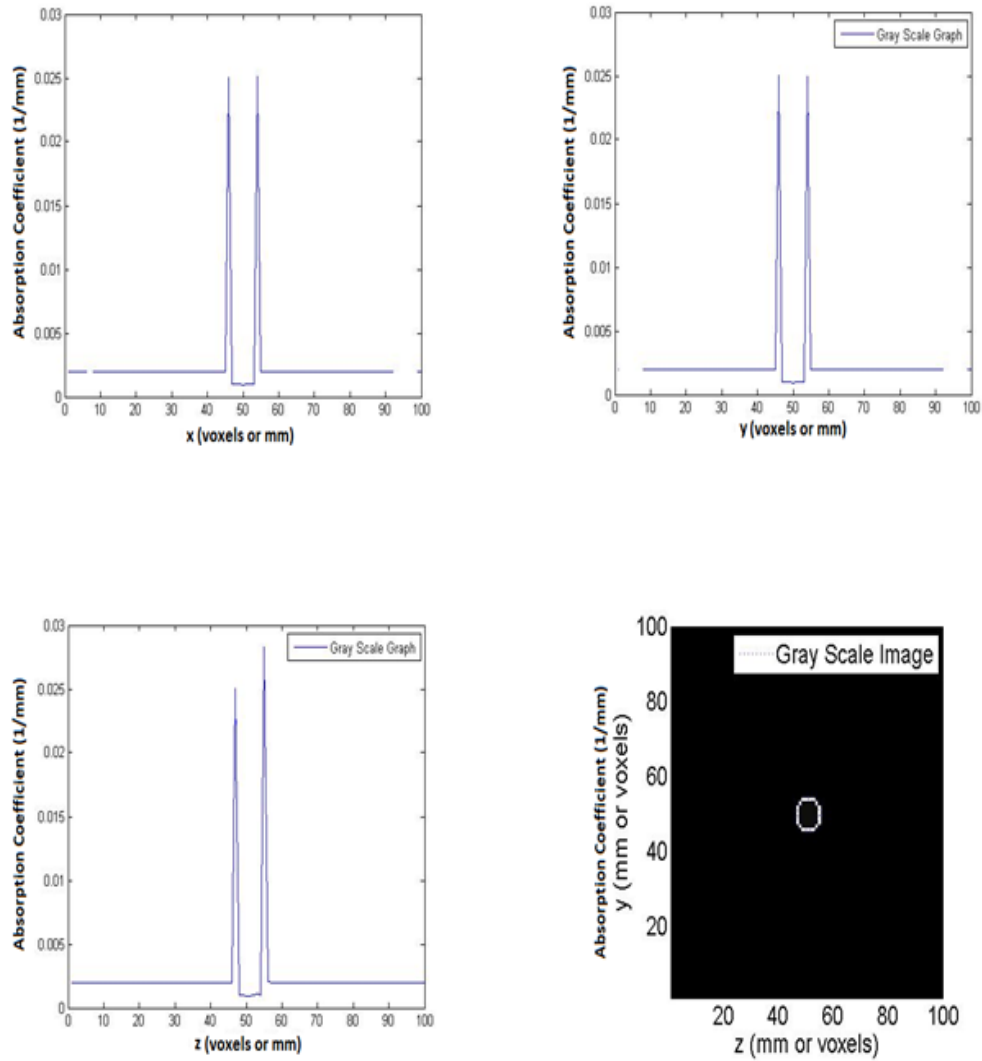 0.03
0.025
0.02
0.015
0.01
0.005
0
Absorption Coefficient (1/mm)
0 10 20 30 40 50 60 70 80 90 100
x (voxels or mm)
Gray Scale Graph
0.03
0.025
0.02
0.015
0.01
0.005
0
Absorption Coefficient (1/mm)
0 10 20 30 40 50 60 70 80 90 100
y (voxels or mm)
Gray Scale Graph
0.03
0.025
0.02
0.015
0.01
0.005
0
Absorption Coefficient (1/mm)
0 10 20 30 40 50 60 70 80 90 100
z (voxels or mm)
Gray Scale Image
100
80
60
40
20
Absorption Coefficient (1/mm)
y (mm or voxels)
20 40 60 80 100
z (mm or voxels)